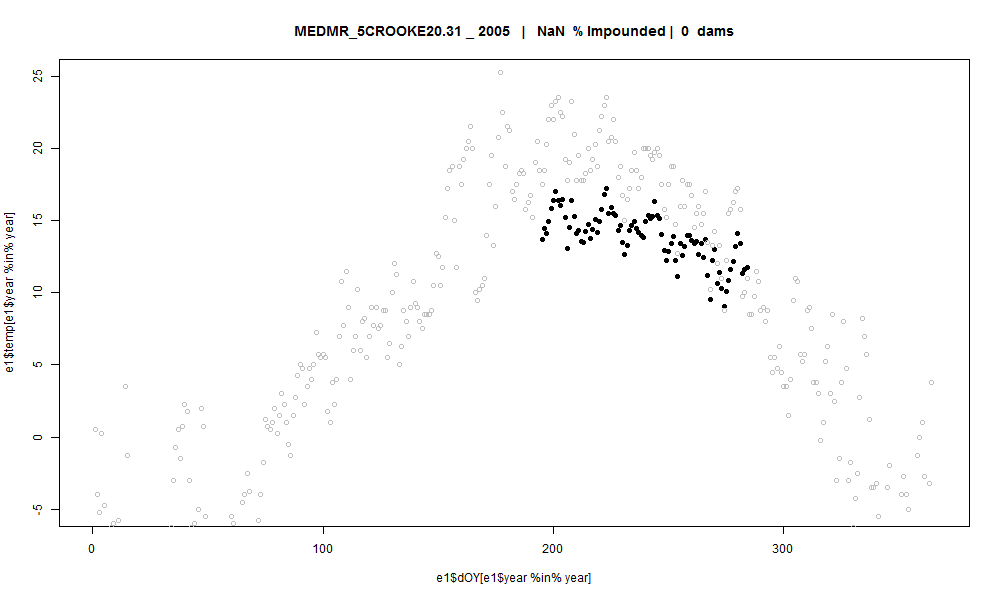 MEDMR_5CROOKE20.31 _ 2005 | NaN % Impounded | 0 dams
25
20
15
10
5
0
-5
e1$temp[e1$year %in% year]
0 100 200 300
e1$dOY[e1$year %in% year]